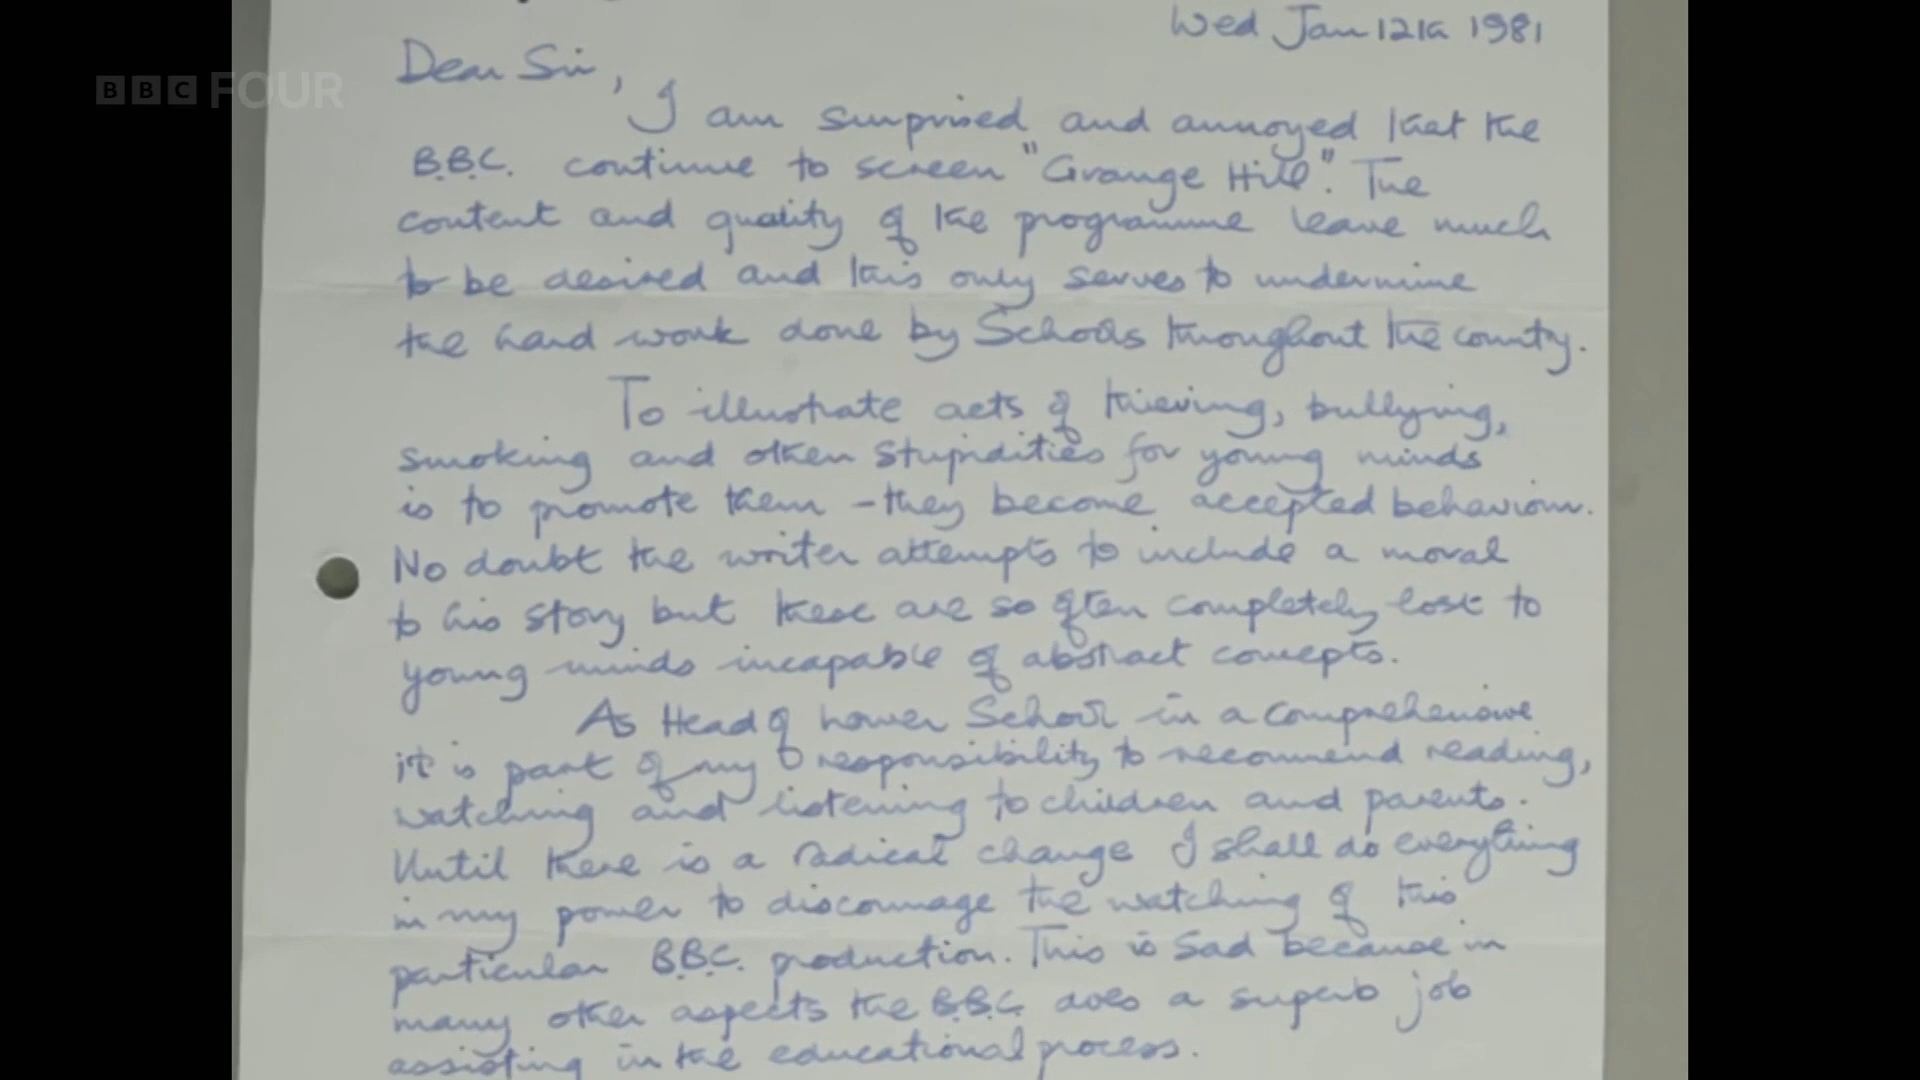 BBC FOUR
Wed Jan 12th 1981
Dear Sir,
I am surprised and annoyed that the
B.B.C. continue to screen "Grange Hill". The
content and quality of the programme leave much
to be desired and this only serves to undermine
the hard work done by Schools throughout the county.
To illustrate acts of thieving, bullying,
smoking and other stupidities for young minds
is to promote them - they become accepted behaviour.
No doubt the writer attempts to include a moral
to his story but these are so often completely lost to
young minds incapable of abstract concepts.
As Head of Lower School in a comprehensive
it is part of my responsibility to recommend reading,
watching and listening to children and parents.
Until there is a radical change I shall do everything
in my power to discourage the watching of this
particular B.B.C. production. This is sad because in
many other aspects the B.B.C. does a superb job
assisting in the educational process.